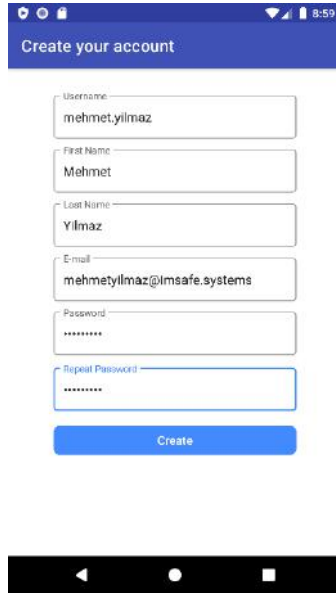 8:59
Create your account
Username
mehmet.yilmaz
First Name
Mehmet
Last Name
Yılmaz
E-mail
mehmetyilmaz@imsafe.systems
Password
•••••••••
Repeat Password
•••••••••
Create